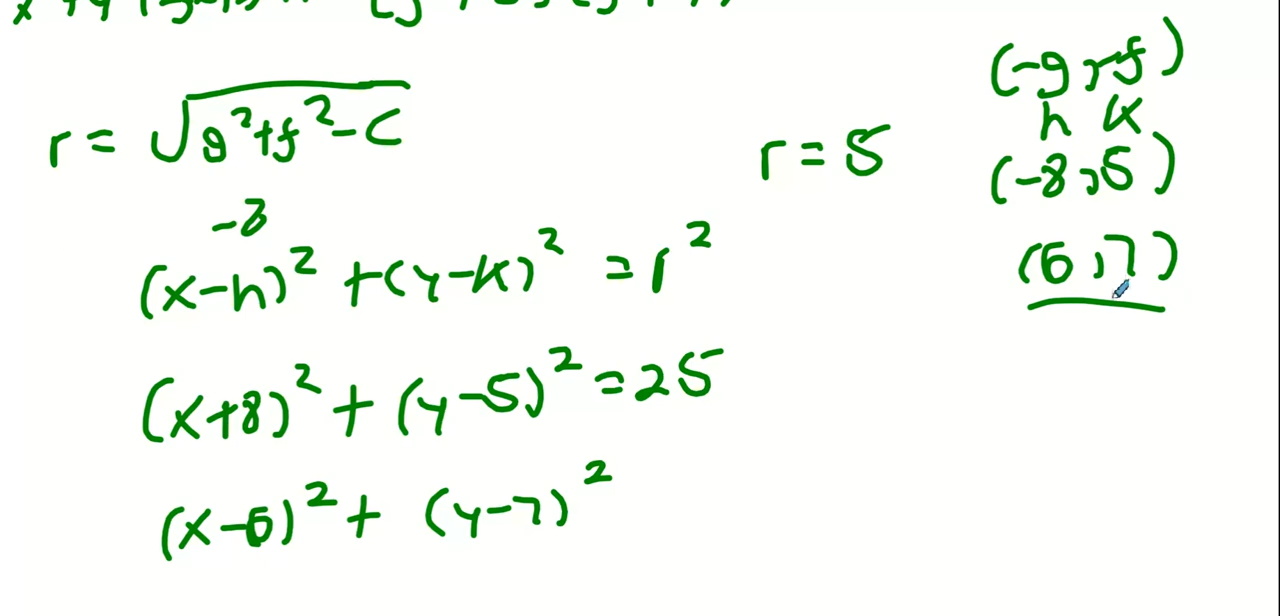 r = √g²+f²-c
r = 5
(-g,-f)
h k
(-8,5)
(6,7)
-8
(x-h)² + (y-k)² = r²
(x+8)² + (y-5)² = 25
(x-6)² + (y-7)²